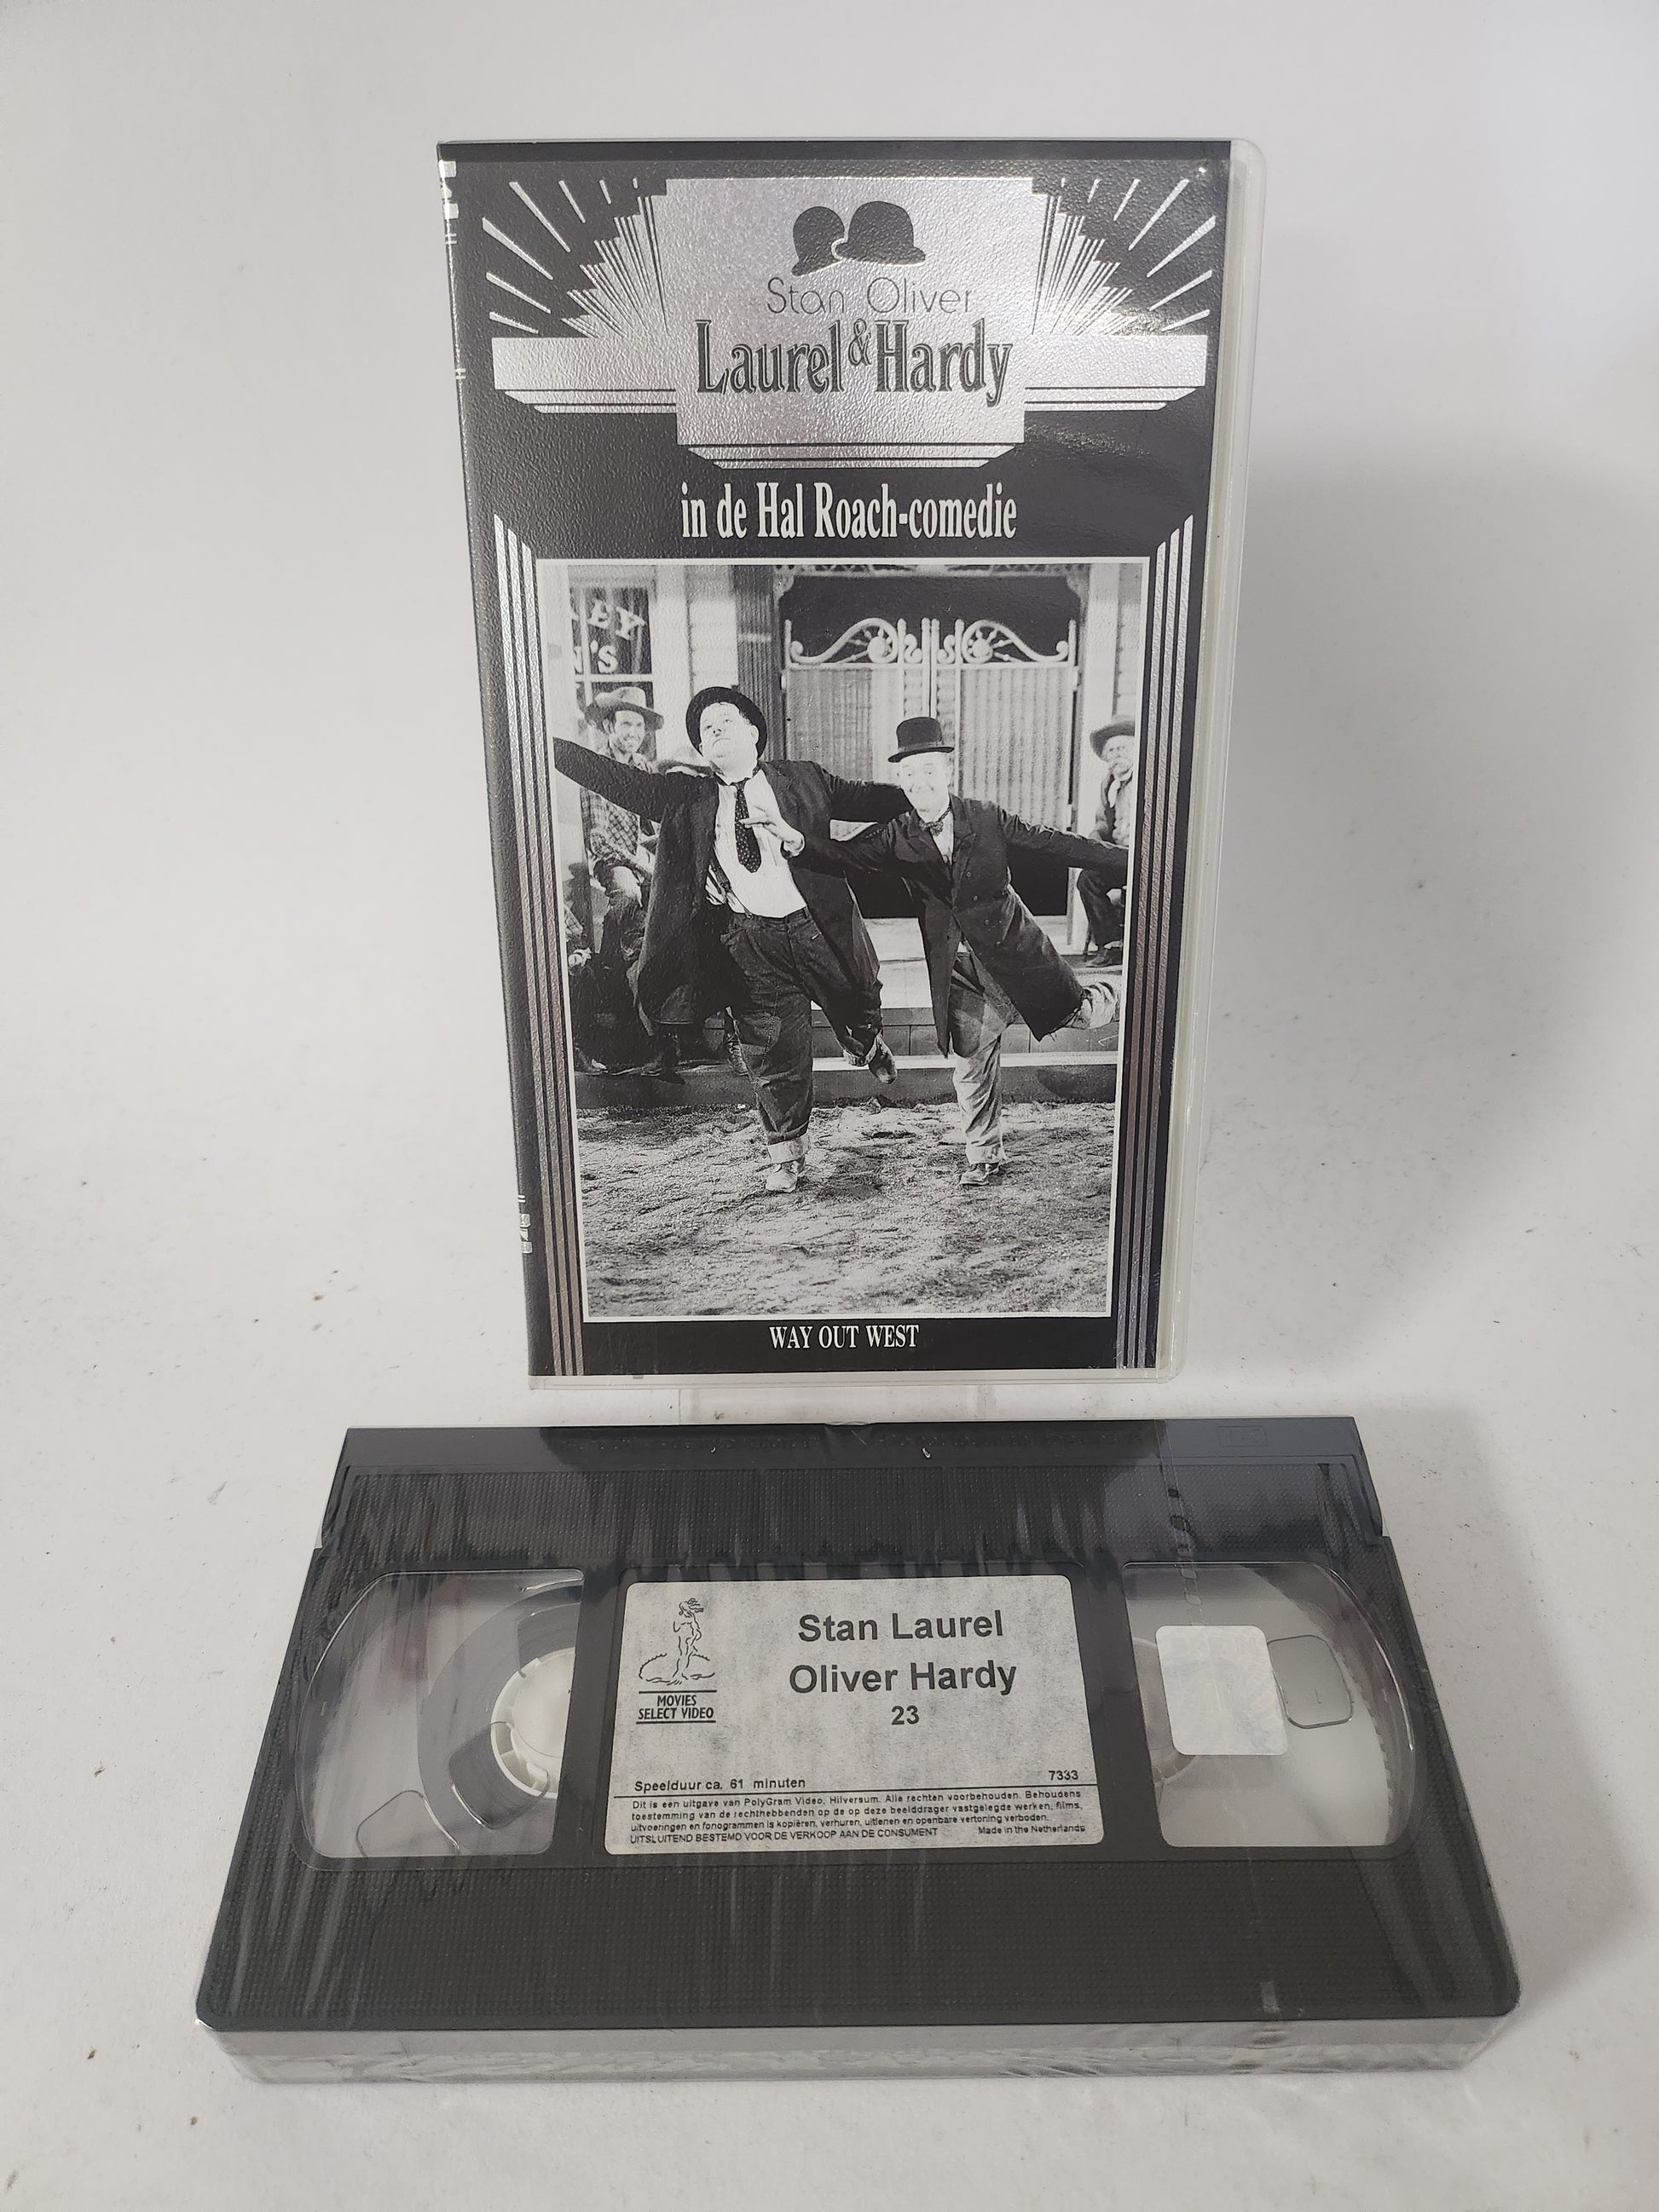 Stan Oliver
Laurel & Hardy
in de Hal Roach-comedie
EY
N'S
WAY OUT WEST
MOVIES
SELECT VIDEO
Stan Laurel
Oliver Hardy
23
Speelduur ca. 61 minuten
7333
Dit is een uitgave van PolyGram Video, Hilversum. Alle rechten voorbehouden. Behoudens
toestemming van de rechthebbenden op de op deze beelddrager vastgelegde werken, films,
uitvoeringen en fonogrammen is kopiëren, verhuren, uitlenen en openbare vertoning verboden.
UITSLUITEND BESTEMD VOOR DE VERKOOP AAN DE CONSUMENT Made in the Netherlands